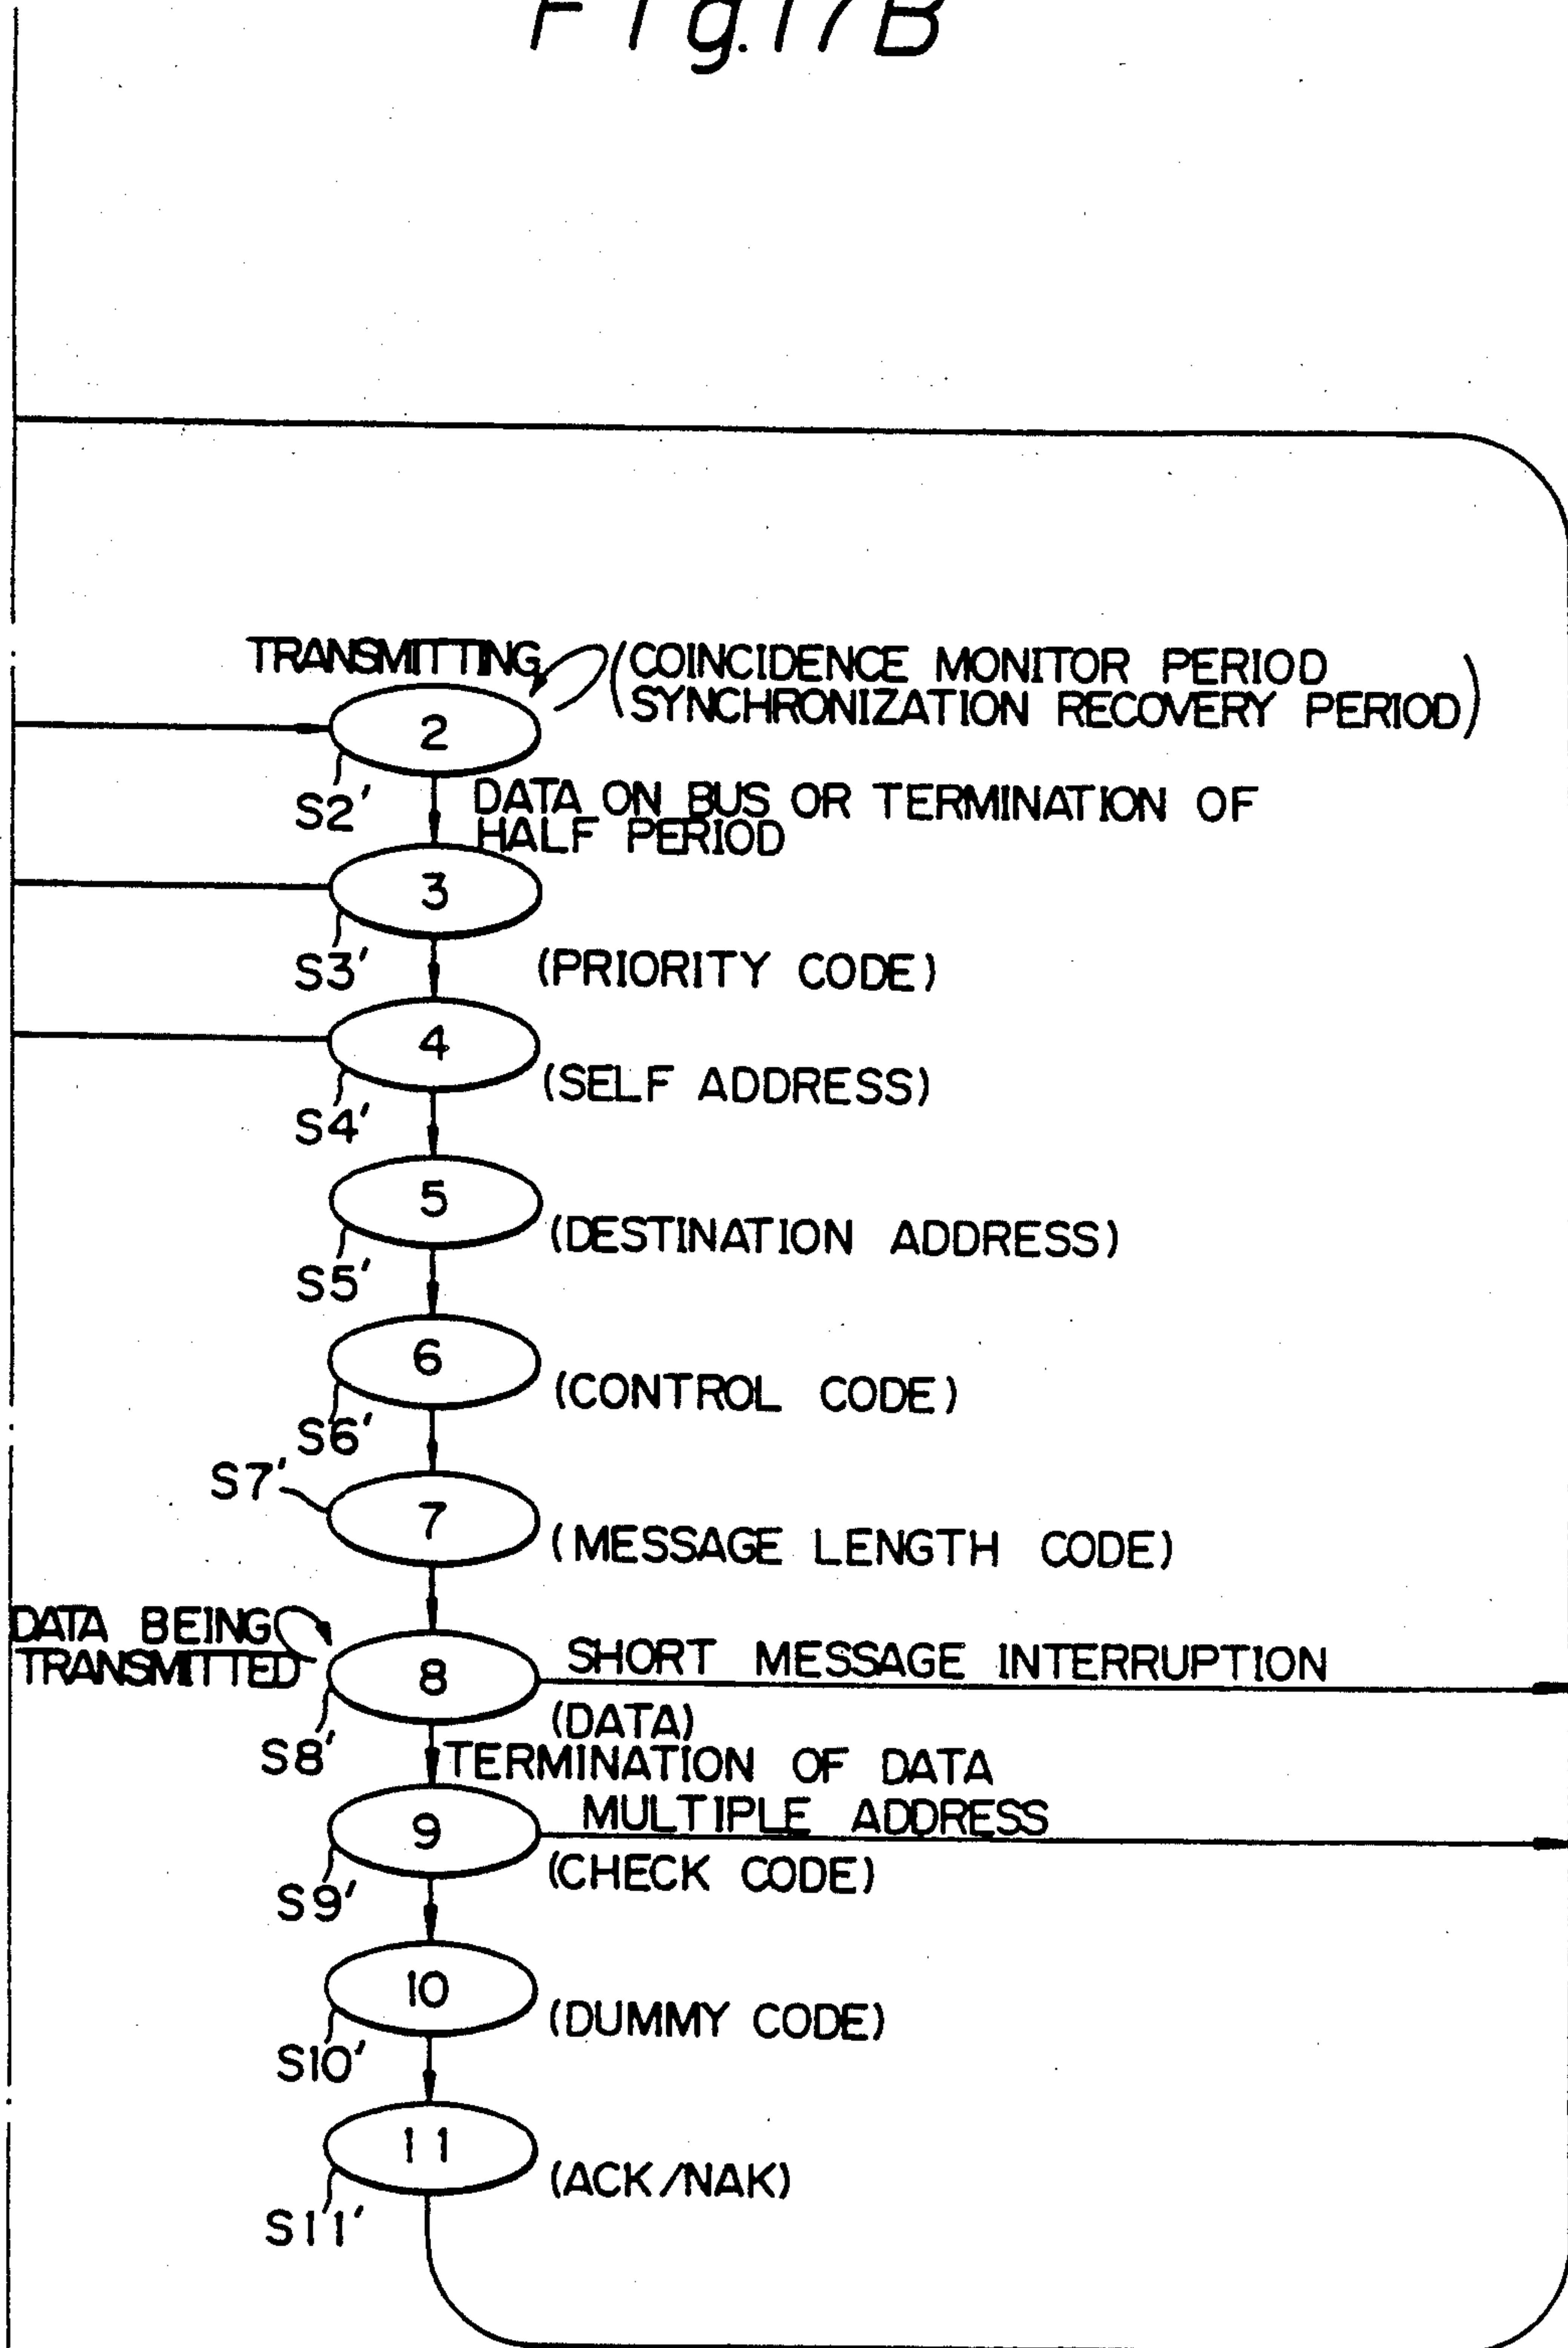 Fig.17B
TRANSMITTING
(COINCIDENCE MONITOR PERIOD
SYNCHRONIZATION RECOVERY PERIOD)
2
S2'
DATA ON BUS OR TERMINATION OF
HALF PERIOD
3
S3'
(PRIORITY CODE)
4
S4'
(SELF ADDRESS)
5
S5'
(DESTINATION ADDRESS)
6
S6'
(CONTROL CODE)
S7'
7
(MESSAGE LENGTH CODE)
DATA BEING
TRANSMITTED
8
SHORT MESSAGE INTERRUPTION
S8'
(DATA)
TERMINATION OF DATA
MULTIPLE ADDRESS
9
S9'
(CHECK CODE)
10
S10'
(DUMMY CODE)
11
S11'
(ACK/NAK)